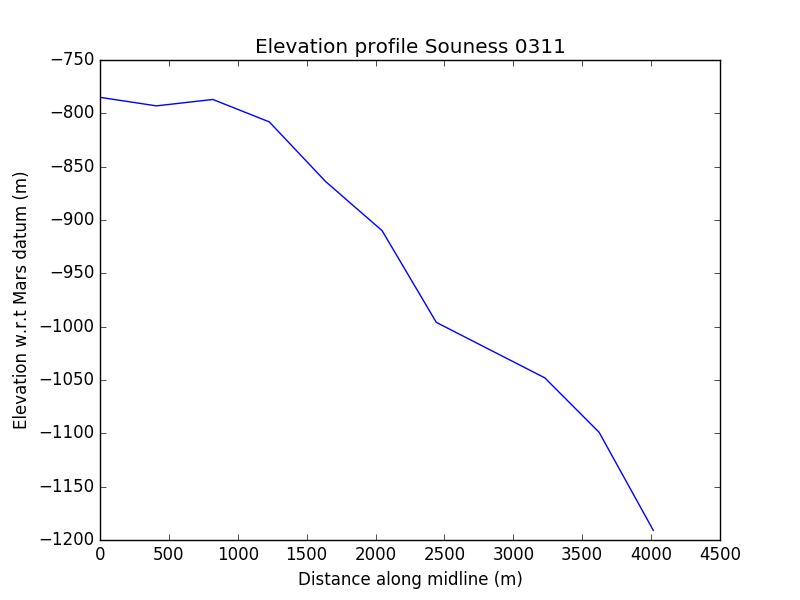 Elevation profile Souness 0311
−750
−800
−850
−900
−950
−1000
−1050
−1100
−1150
−1200
Elevation w.r.t Mars datum (m)
0 500 1000 1500 2000 2500 3000 3500 4000 4500
Distance along midline (m)